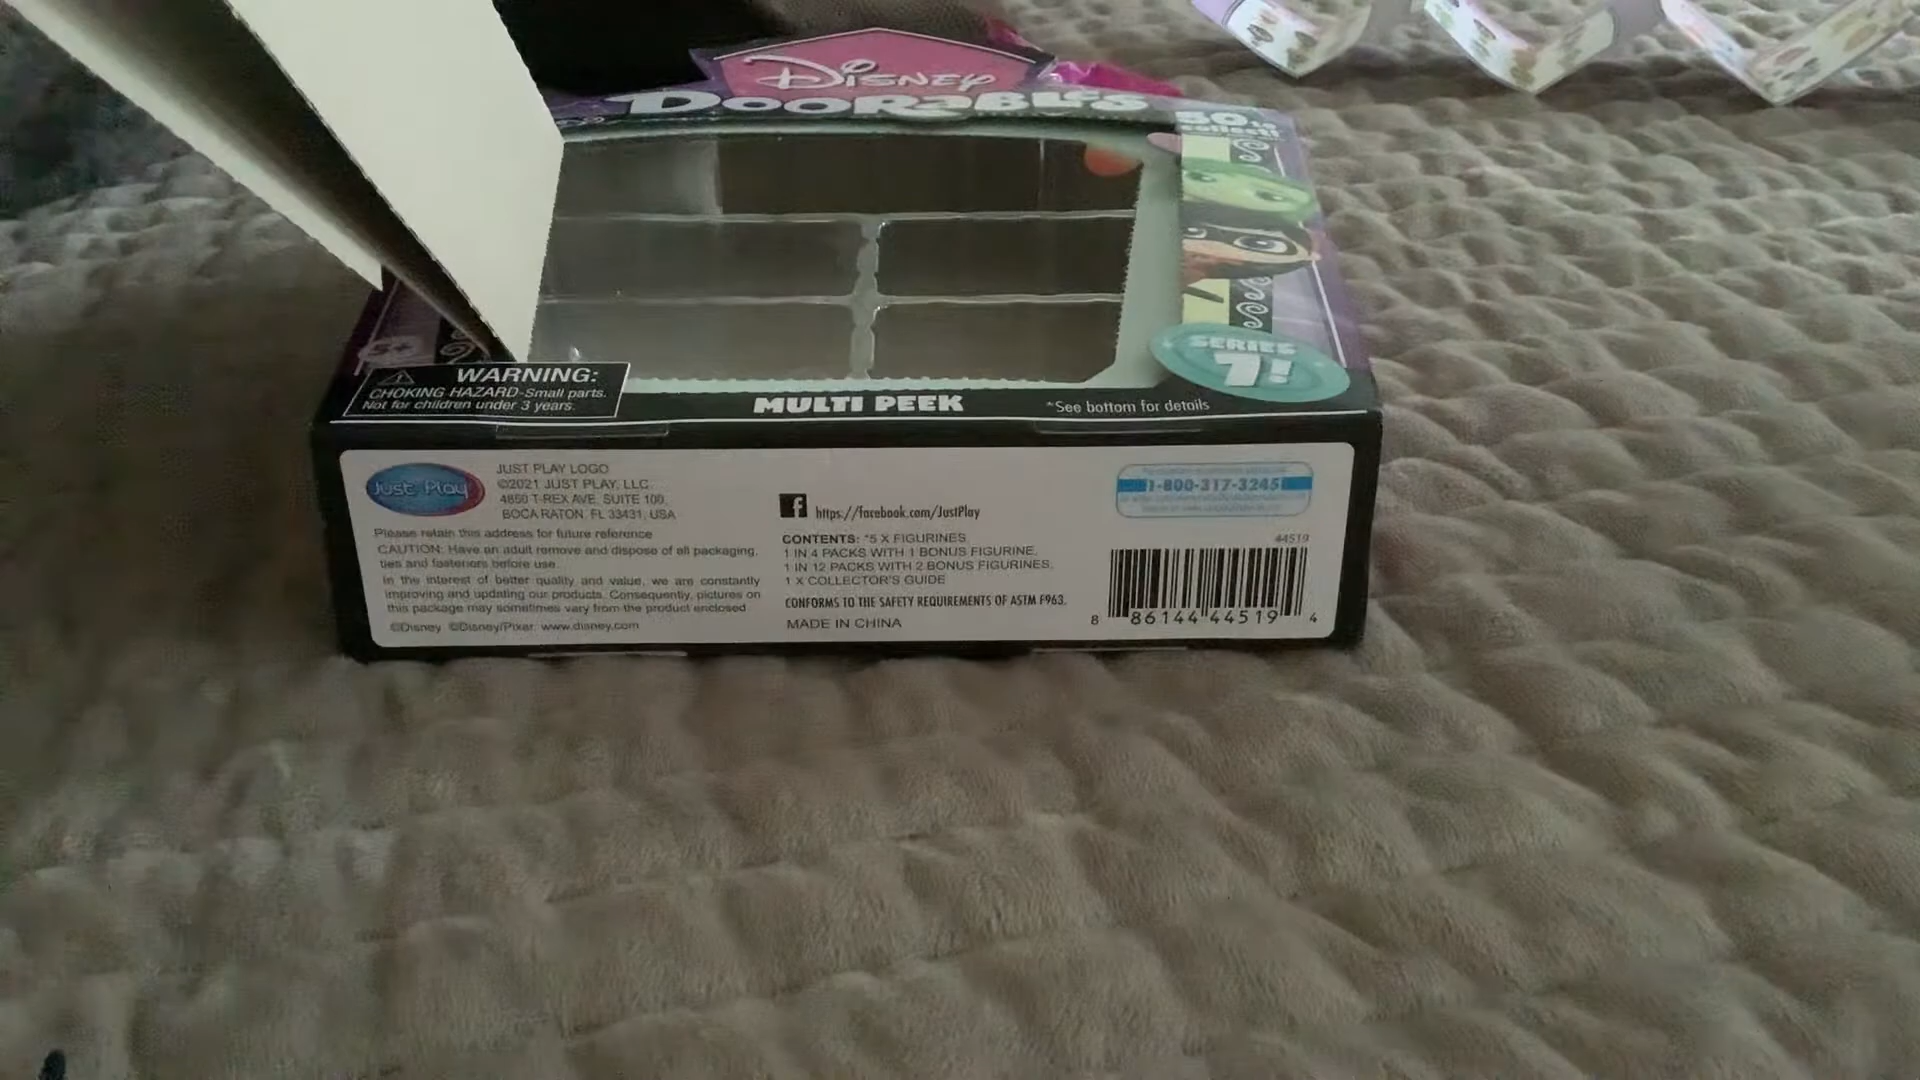 Disney
DOORABLES
SERIES
7!
WARNING:
CHOKING HAZARD-Small parts.
Not for children under 3 years.
MULTI PEEK
*See bottom for details
Just Play
JUST PLAY LOGO
©2021 JUST PLAY, LLC
4850 T-REX AVE, SUITE 100,
BOCA RATON, FL 33431, USA
Please retain this address for future reference
CAUTION: Have an adult remove and dispose of all packaging,
ties and fasteners before use.
In the interest of better quality and value, we are constantly
improving and updating our products. Consequently, pictures on
this package may sometimes vary from the product enclosed
©Disney ©Disney/Pixar www.disney.com
f https://facebook.com/JustPlay
CONTENTS: *5 X FIGURINES,
1 IN 4 PACKS WITH 1 BONUS FIGURINE,
1 IN 12 PACKS WITH 2 BONUS FIGURINES,
1 X COLLECTOR'S GUIDE
CONFORMS TO THE SAFETY REQUIREMENTS OF ASTM F963.
MADE IN CHINA
1-800-317-3245
44519
8 86144 44519 4